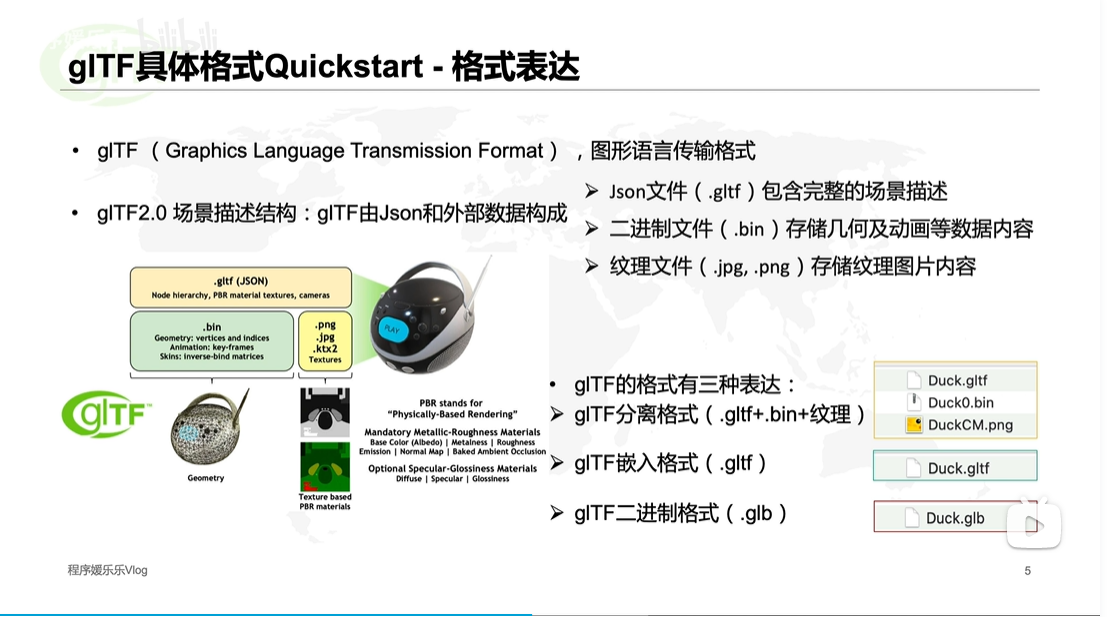 bilibili
glTF具体格式Quickstart - 格式表达
• glTF （Graphics Language Transmission Format），图形语言传输格式
• glTF2.0 场景描述结构：glTF由Json和外部数据构成
➢ Json文件（.gltf）包含完整的场景描述
➢ 二进制文件（.bin）存储几何及动画等数据内容
➢ 纹理文件（.jpg, .png）存储纹理图片内容
.gltf (JSON)
Node hierarchy, PBR material textures, cameras
.bin
Geometry: vertices and indices
Animation: key-frames
Skins: inverse-bind matrices
.png
.jpg
.ktx2
Textures
PLAY
glTF™
Geometry
Texture based
PBR materials
PBR stands for
“Physically-Based Rendering”
Mandatory Metallic-Roughness Materials
Base Color (Albedo) | Metalness | Roughness
Emission | Normal Map | Baked Ambient Occlusion
Optional Specular-Glossiness Materials
Diffuse | Specular | Glossiness
• glTF的格式有三种表达：
➢ glTF分离格式（.gltf+.bin+纹理）
Duck.gltf
Duck0.bin
DuckCM.png
➢ glTF嵌入格式（.gltf）
Duck.gltf
➢ glTF二进制格式（.glb）
Duck.glb
程序媛乐乐Vlog
5